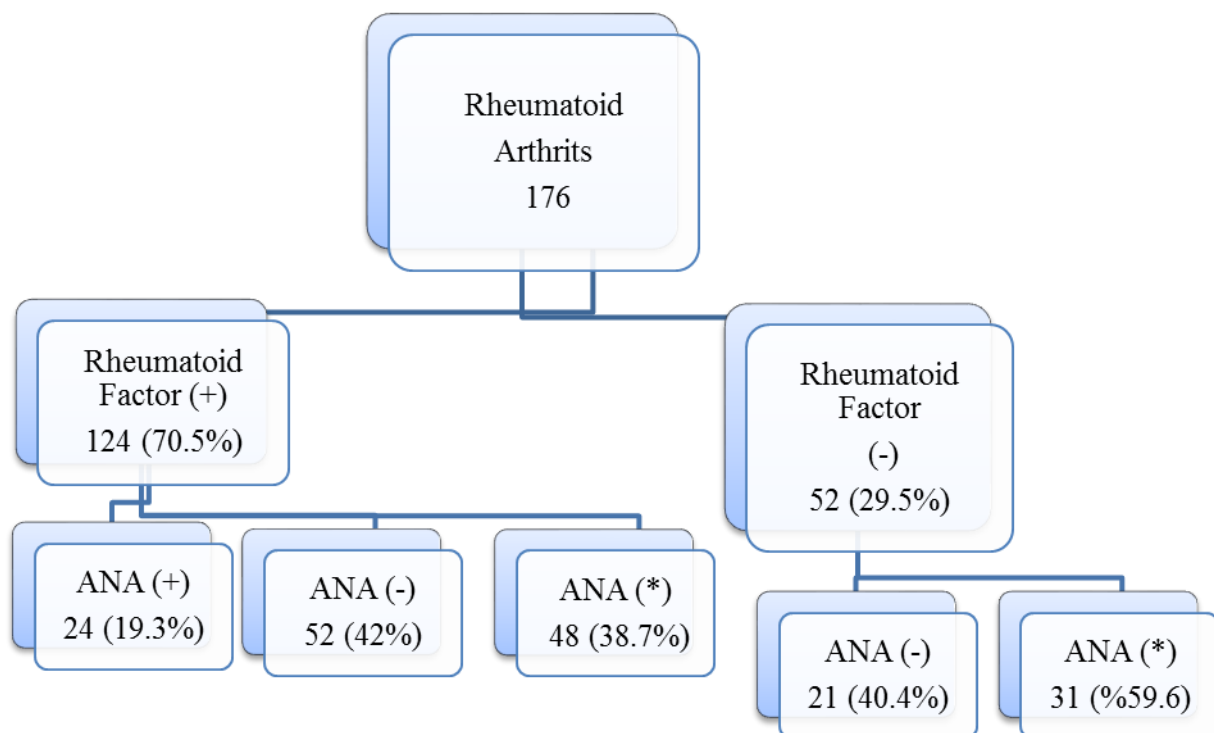 Rheumatoid
Arthrits
176
Rheumatoid
Factor (+)
124 (70.5%)
Rheumatoid
Factor
(-)
52 (29.5%)
ANA (+)
24 (19.3%)
ANA (-)
52 (42%)
ANA (*)
48 (38.7%)
ANA (-)
21 (40.4%)
ANA (*)
31 (%59.6)